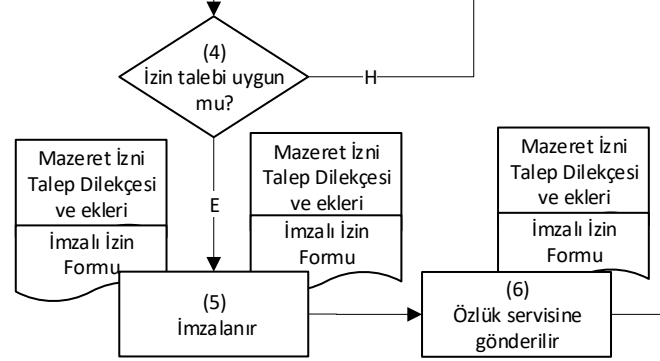 (4)
İzin talebi uygun
mu?
H
E
Mazeret İzni
Talep Dilekçesi
ve ekleri
İmzalı İzin
Formu
(5)
İmzalanır
Mazeret İzni
Talep Dilekçesi
ve ekleri
İmzalı İzin
Formu
(6)
Özlük servisine
gönderilir
Mazeret İzni
Talep Dilekçesi
ve ekleri
İmzalı İzin
Formu